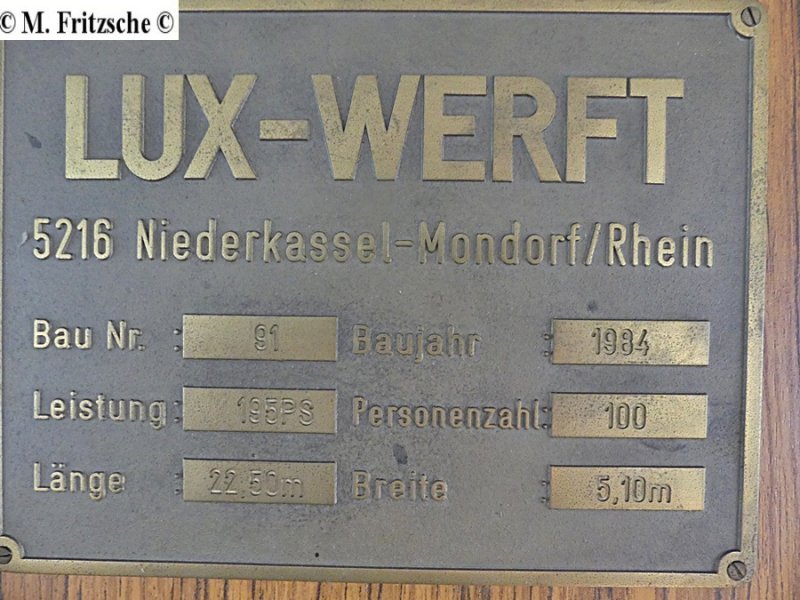 © M. Fritzsche ©
LUX-WERFT
5216 Niederkassel-Mondorf/Rhein
Bau Nr. : 91 Baujahr : 1984
Leistung : 195PS Personenzahl : 100
Länge : 22,50m Breite : 5,10m